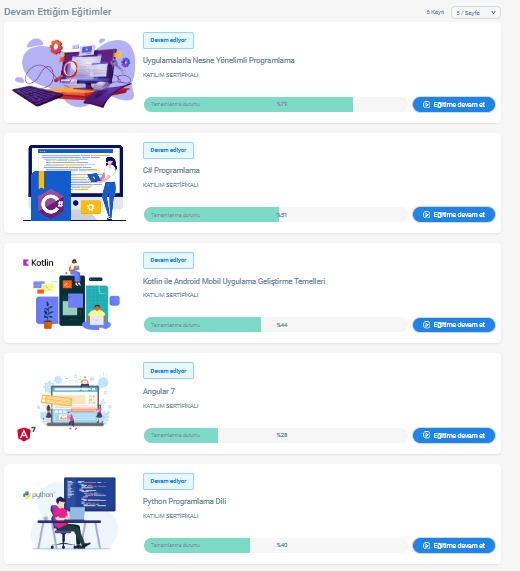 Devam Ettiğim Eğitimler
6 Kayıt
5 / Sayfa
Devam ediyor
Uygulamalarla Nesne Yönelimli Programlama
KATILIM SERTİFİKALI
Tamamlanma durumu
Eğitime devam et
Devam ediyor
C# Programlama
KATILIM SERTİFİKALI
Tamamlanma durumu %51
Eğitime devam et
C#
Kotlin
Devam ediyor
Kotlin ile Android Mobil Uygulama Geliştirme Temelleri
KATILIM SERTİFİKALI
Tamamlanma durumu %44
Eğitime devam et
Devam ediyor
Angular 7
KATILIM SERTİFİKALI
Tamamlanma durumu %28
Eğitime devam et
A 7
python
Devam ediyor
Python Programlama Dili
KATILIM SERTİFİKALI
Tamamlanma durumu %40
Eğitime devam et